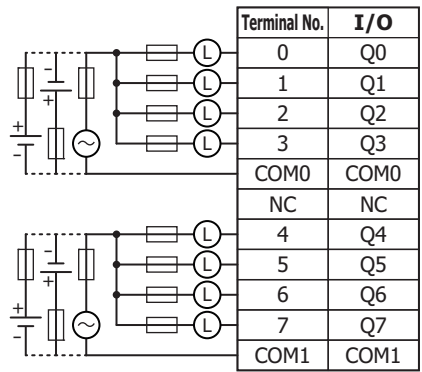 Terminal No. I/O
L 0 Q0
L 1 Q1
L 2 Q2
L 3 Q3
COM0 COM0
NC NC
L 4 Q4
L 5 Q5
L 6 Q6
L 7 Q7
COM1 COM1
- +
+ -
- +
+ -